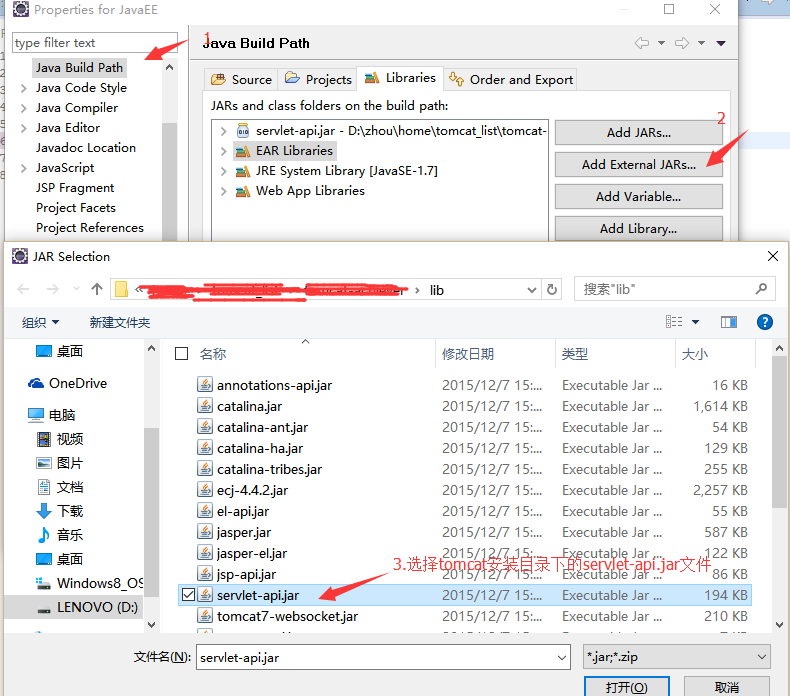 Properties for JavaEE
type filter text
1
Java Build Path
Java Build Path
Java Code Style
Java Compiler
Java Editor
Javadoc Location
JavaScript
JSP Fragment
Project Facets
Project References
Source
Projects
Libraries
Order and Export
JARs and class folders on the build path:
servlet-api.jar - D:\zhou\home\tomcat_list\tomcat-
EAR Libraries
JRE System Library [JavaSE-1.7]
Web App Libraries
2
Add JARs...
Add External JARs...
Add Variable...
Add Library...
JAR Selection
« › lib
搜索"lib"
组织
新建文件夹
桌面
OneDrive
电脑
视频
图片
文档
下载
音乐
桌面
Windows8_OS
LENOVO (D:)
名称 修改日期 类型 大小
annotations-api.jar 2015/12/7 15:... Executable Jar ... 16 KB
catalina.jar 2015/12/7 15:... Executable Jar ... 1,614 KB
catalina-ant.jar 2015/12/7 15:... Executable Jar ... 54 KB
catalina-ha.jar 2015/12/7 15:... Executable Jar ... 129 KB
catalina-tribes.jar 2015/12/7 15:... Executable Jar ... 255 KB
ecj-4.4.2.jar 2015/12/7 15:... Executable Jar ... 2,257 KB
el-api.jar 2015/12/7 15:... Executable Jar ... 55 KB
jasper.jar 2015/12/7 15:... Executable Jar ... 587 KB
jasper-el.jar 2015/12/7 15:... Executable Jar ... 122 KB
3.选择tomcat安装目录下的servlet-api.jar文件
jsp-api.jar 2015/12/7 15:... Executable Jar ... 86 KB
servlet-api.jar 2015/12/7 15:... Executable Jar ... 194 KB
tomcat7-websocket.jar 2015/12/7 15:... Executable Jar ... 210 KB
文件名(N):
servlet-api.jar
*.jar;*.zip
打开(O)
取消